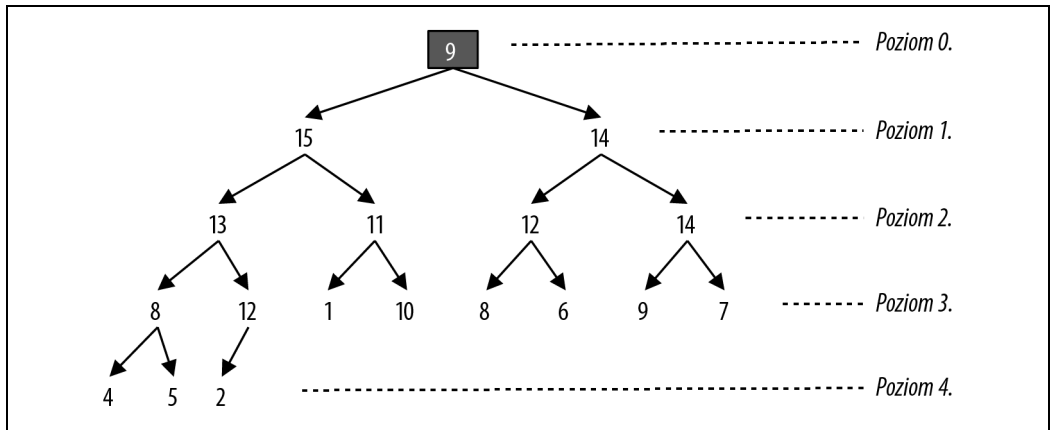 9 Poziom 0.
15 14 Poziom 1.
13 11 12 14 Poziom 2.
8 12 1 10 8 6 9 7 Poziom 3.
4 5 2 Poziom 4.